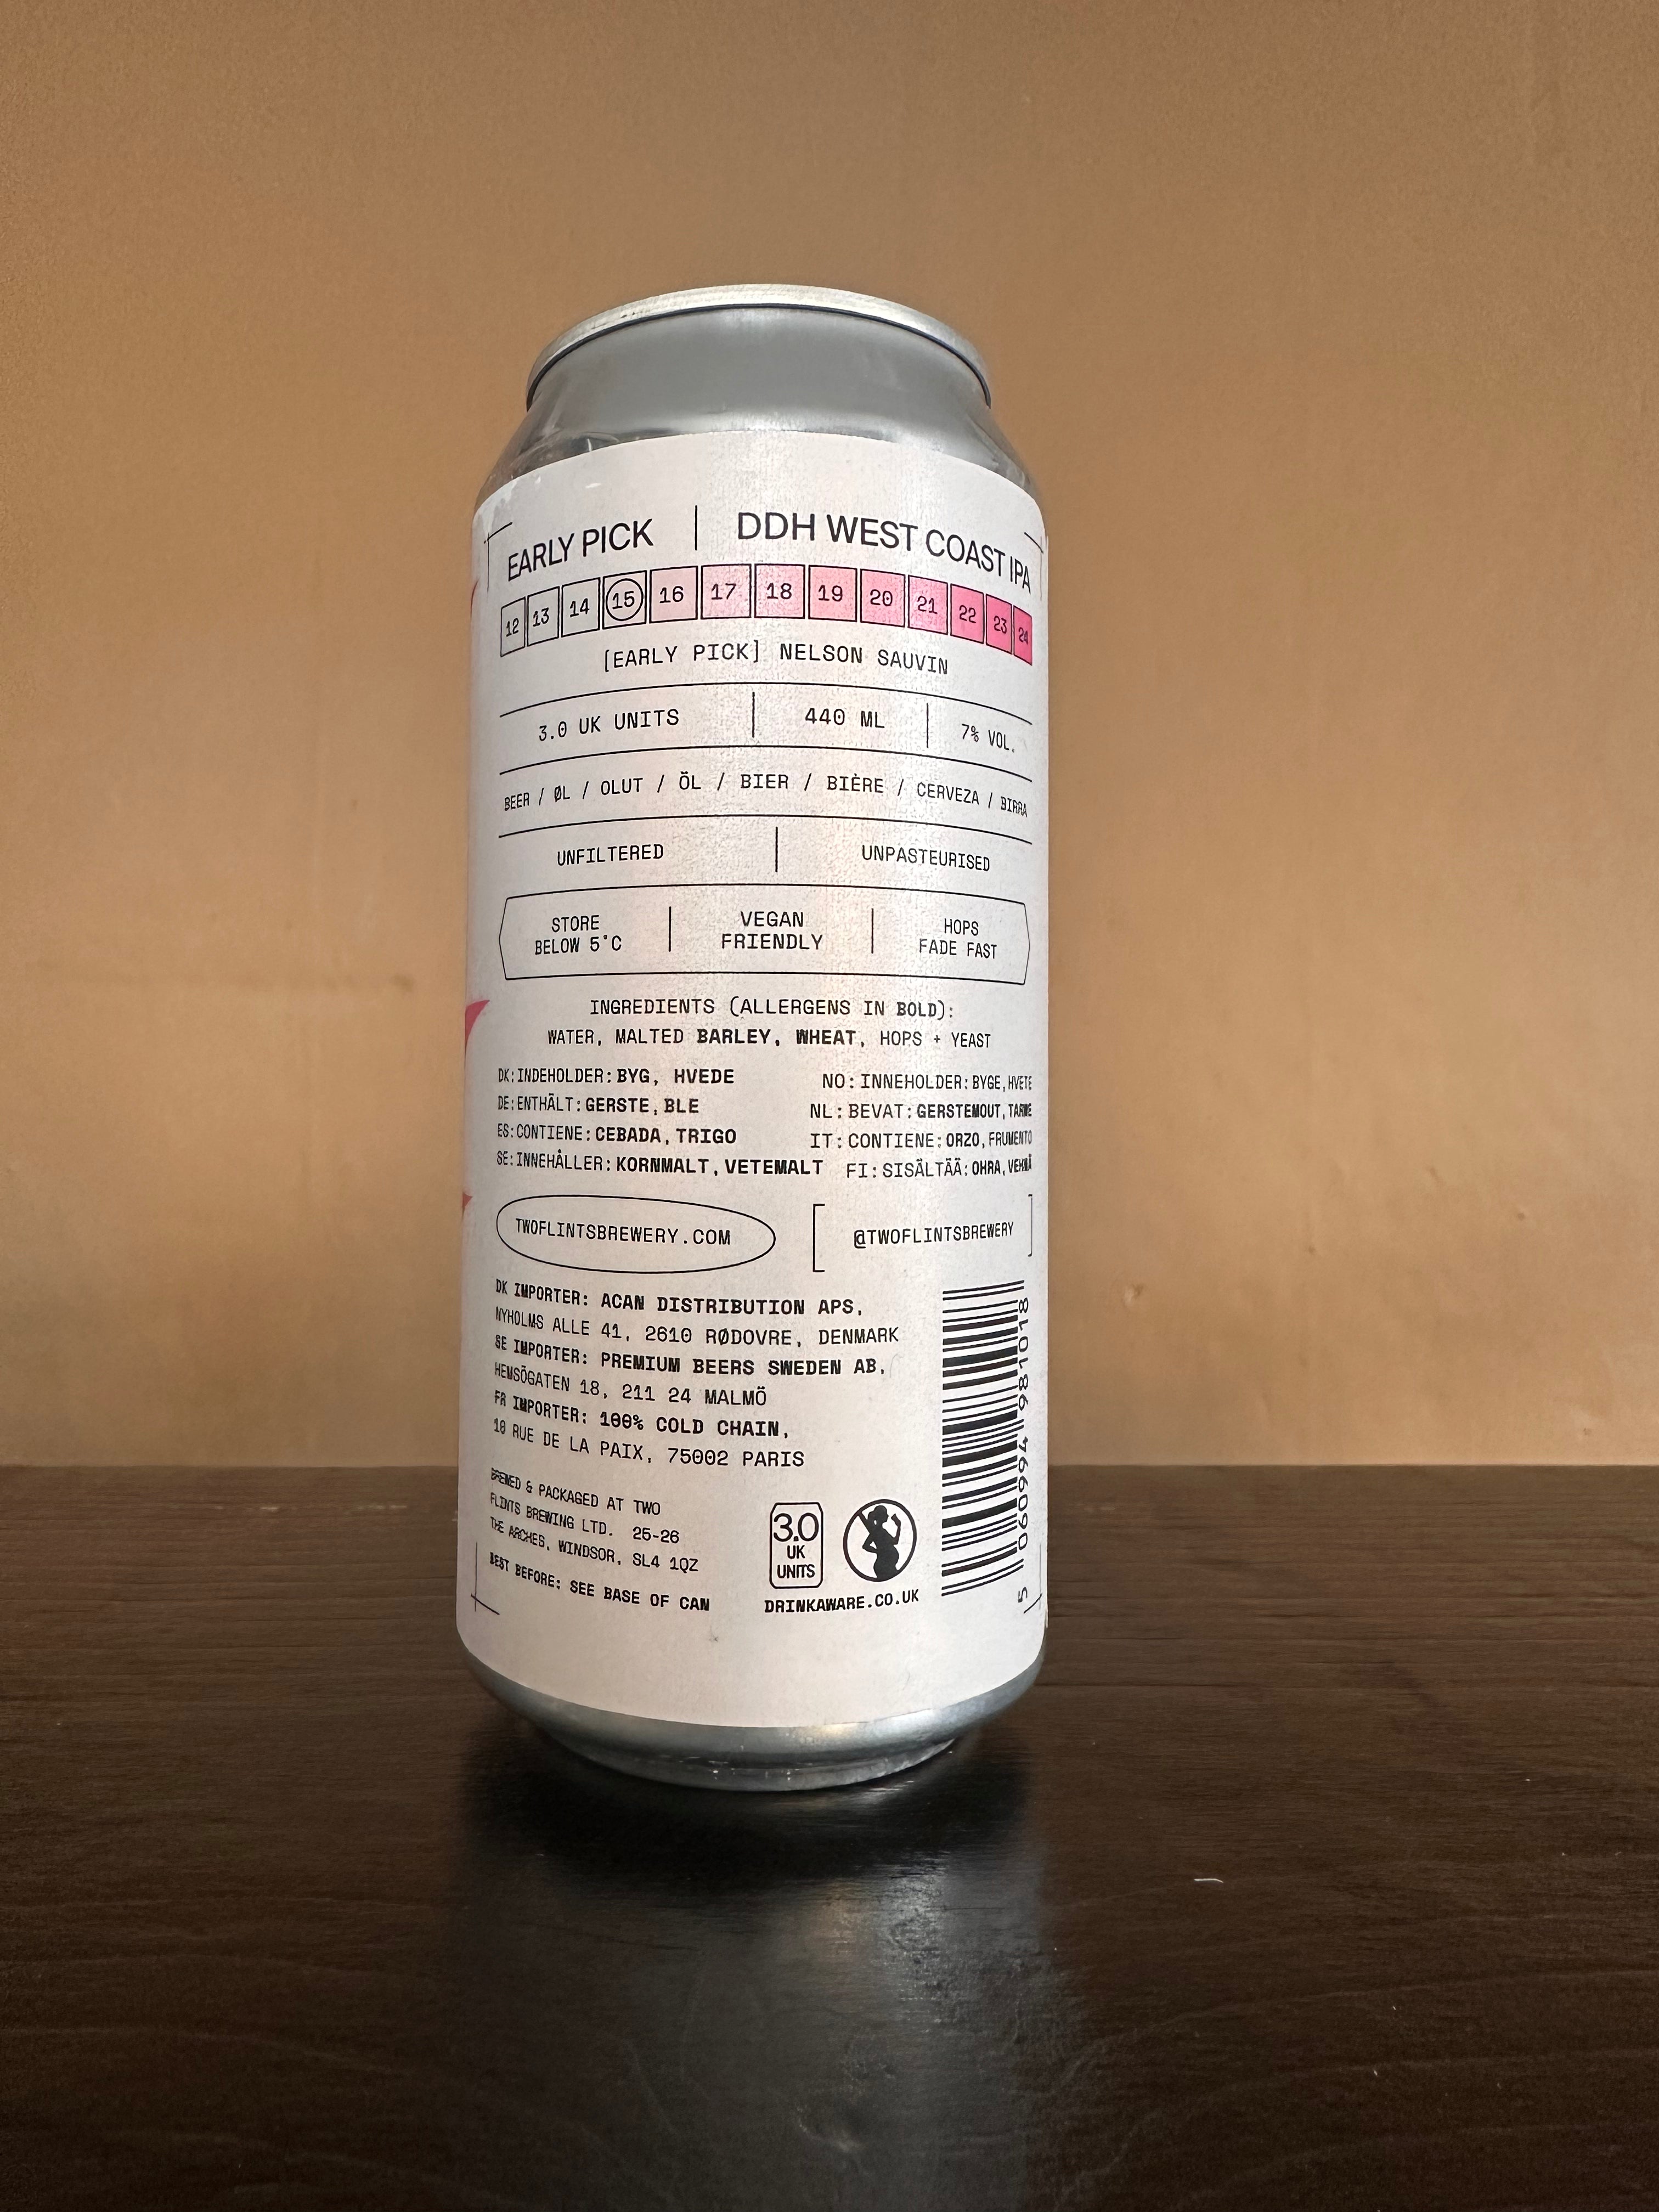 EARLY PICK | DDH WEST COAST IPA
12 13 14 15 16 17 18 19 20 21 22 23 24
[EARLY PICK] NELSON SAUVIN
3.0 UK UNITS | 440 ML | 7% VOL.
BEER / ØL / OLUT / ÖL / BIER / BIÈRE / CERVEZA / BIRRA
UNFILTERED | UNPASTEURISED
STORE BELOW 5°C | VEGAN FRIENDLY | HOPS FADE FAST
INGREDIENTS (ALLERGENS IN BOLD):
WATER, MALTED BARLEY, WHEAT, HOPS + YEAST
DK:INDEHOLDER: BYG, HVEDE
DE:ENTHÄLT: GERSTE, BLE
ES:CONTIENE: CEBADA, TRIGO
SE:INNEHÅLLER: KORNMALT, VETEMALT
NO: INNEHOLDER: BYGE, HVETE
NL: BEVAT: GERSTEMOUT, TARWE
IT: CONTIENE: ORZO, FRUMENTO
FI: SISÄLTÄÄ: OHRA, VEHNÄ
TWOFLINTSBREWERY.COM
[@TWOFLINTSBREWERY]
DK IMPORTER: ACAN DISTRIBUTION APS,
NYHOLMS ALLE 41, 2610 RØDOVRE, DENMARK
SE IMPORTER: PREMIUM BEERS SWEDEN AB,
HEMSÖGATEN 18, 211 24 MALMÖ
FR IMPORTER: 100% COLD CHAIN,
18 RUE DE LA PAIX, 75002 PARIS
BREWED & PACKAGED AT TWO
FLINTS BREWING LTD. 25-26
THE ARCHES, WINDSOR, SL4 1QZ
BEST BEFORE: SEE BASE OF CAN
3.0
UK
UNITS
DRINKAWARE.CO.UK
5 060994 981018